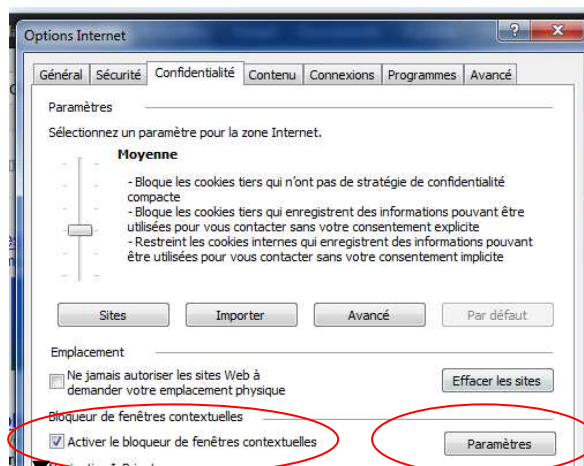 Options Internet
Général Sécurité Confidentialité Contenu Connexions Programmes Avancé
Paramètres
Sélectionnez un paramètre pour la zone Internet.
Moyenne
- Bloque les cookies tiers qui n'ont pas de stratégie de confidentialité
compacte
- Bloque les cookies tiers qui enregistrent des informations pouvant être
utilisées pour vous contacter sans votre consentement explicite
- Restreint les cookies internes qui enregistrent des informations pouvant
être utilisées pour vous contacter sans votre consentement implicite
Sites Importer Avancé Par défaut
Emplacement
Ne jamais autoriser les sites Web à
demander votre emplacement physique
Effacer les sites
Bloqueur de fenêtres contextuelles
Activer le bloqueur de fenêtres contextuelles
Paramètres